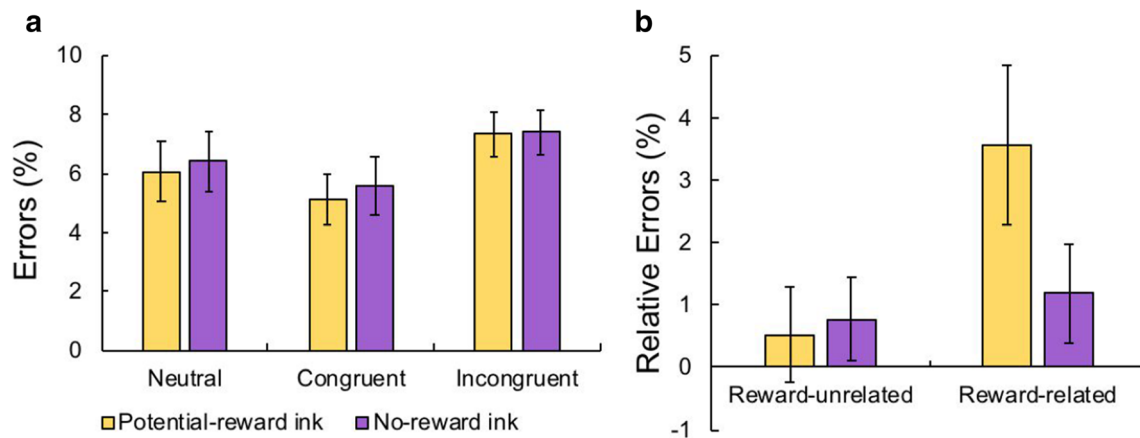 a
10
8
6
4
2
0
Errors (%)
Neutral Congruent Incongruent
Potential-reward ink No-reward ink
b
5
4
3
2
1
0
-1
Relative Errors (%)
Reward-unrelated Reward-related